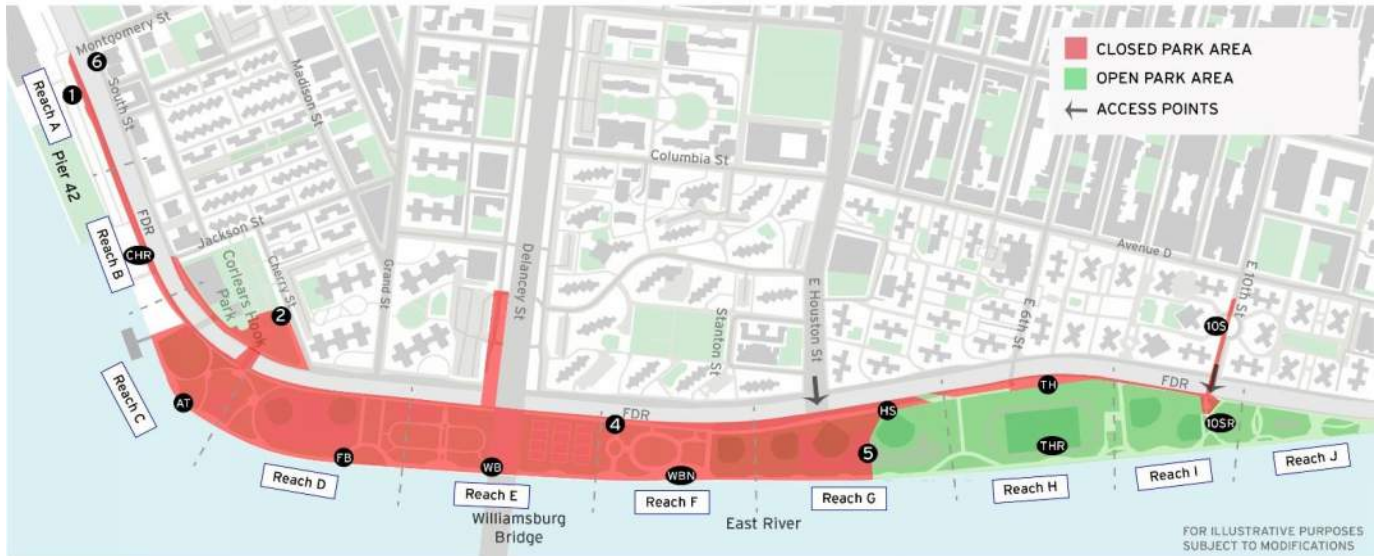 CLOSED PARK AREA
OPEN PARK AREA
ACCESS POINTS
Montgomery St
6
1
Reach A
South St
Madison St
Pier 42
FDR
Reach B
CHR
Jackson St
Corlears Hook
Park
Cherry St
2
Grand St
Delancey St
Columbia St
Stanton St
E Houston St
Avenue D
E 6th St
E 10th St
10S
FDR
TH
FDR
HS
10SR
THR
4
5
AT
FB
WB
WBN
Reach C
Reach D
Reach E
Reach F
Reach G
Reach H
Reach I
Reach J
Williamsburg
Bridge
East River
FOR ILLUSTRATIVE PURPOSES
SUBJECT TO MODIFICATIONS